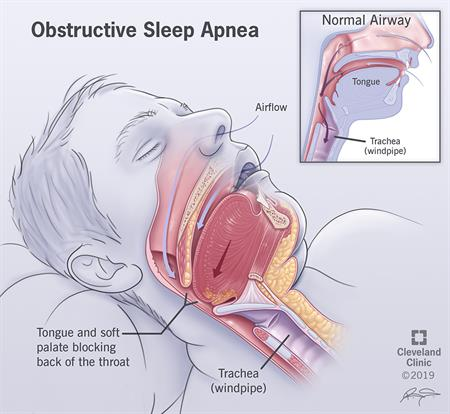 Obstructive Sleep Apnea
Normal Airway
Tongue
Trachea
(windpipe)
Airflow
Tongue and soft
palate blocking
back of the throat
Trachea
(windpipe)
Cleveland
Clinic
©2019